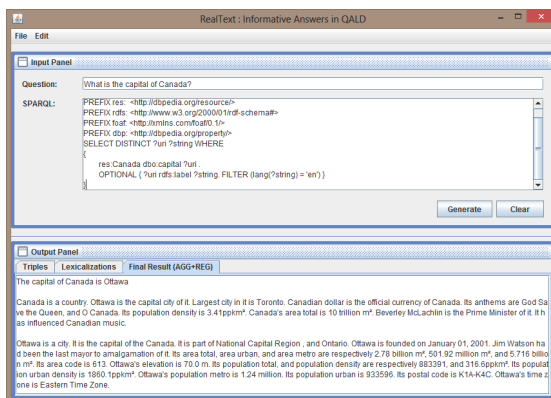 RealText : Informative Answers in QALD
File Edit
Input Panel
Question: What is the capital of Canada?
SPARQL: PREFIX res: <http://dbpedia.org/resource/>
PREFIX rdfs: <http://www.w3.org/2000/01/rdf-schema#>
PREFIX foaf: <http://xmlns.com/foaf/0.1/>
PREFIX dbp: <http://dbpedia.org/property/>
SELECT DISTINCT ?uri ?string WHERE
{
res:Canada dbo:capital ?uri .
OPTIONAL { ?uri rdfs:label ?string. FILTER (lang(?string) = 'en') }
}
Generate Clear
Output Panel
Triples Lexicalizations Final Result (AGG+REG)
The capital of Canada is Ottawa
Canada is a country. Ottawa is the capital city of it. Largest city in it is Toronto. Canadian dollar is the official currency of Canada. Its anthems are God Sa
ve the Queen, and O Canada. Its population density is 3.41ppkm². Canada's area total is 10 trillion m². Beverley McLachlin is the Prime Minister of it. It h
as influenced Canadian music.
Ottawa is a city. It is the capital of the Canada. It is part of National Capital Region , and Ontario. Ottawa is founded on January 01, 2001. Jim Watson ha
d been the last mayor to amalgamation of it. Its area total, area urban, and area metro are respectively 2.78 billion m², 501.92 million m², and 5.716 billio
n m². Its area code is 613. Ottawa's elevation is 70.0 m. Its population total, and population density are respectively 883391, and 316.6ppkm². Its populat
ion urban density is 1860.1ppkm². Ottawa's population metro is 1.24 million. Its population urban is 933596. Its postal code is K1A-K4C. Ottawa's time z
one is Eastern Time Zone.